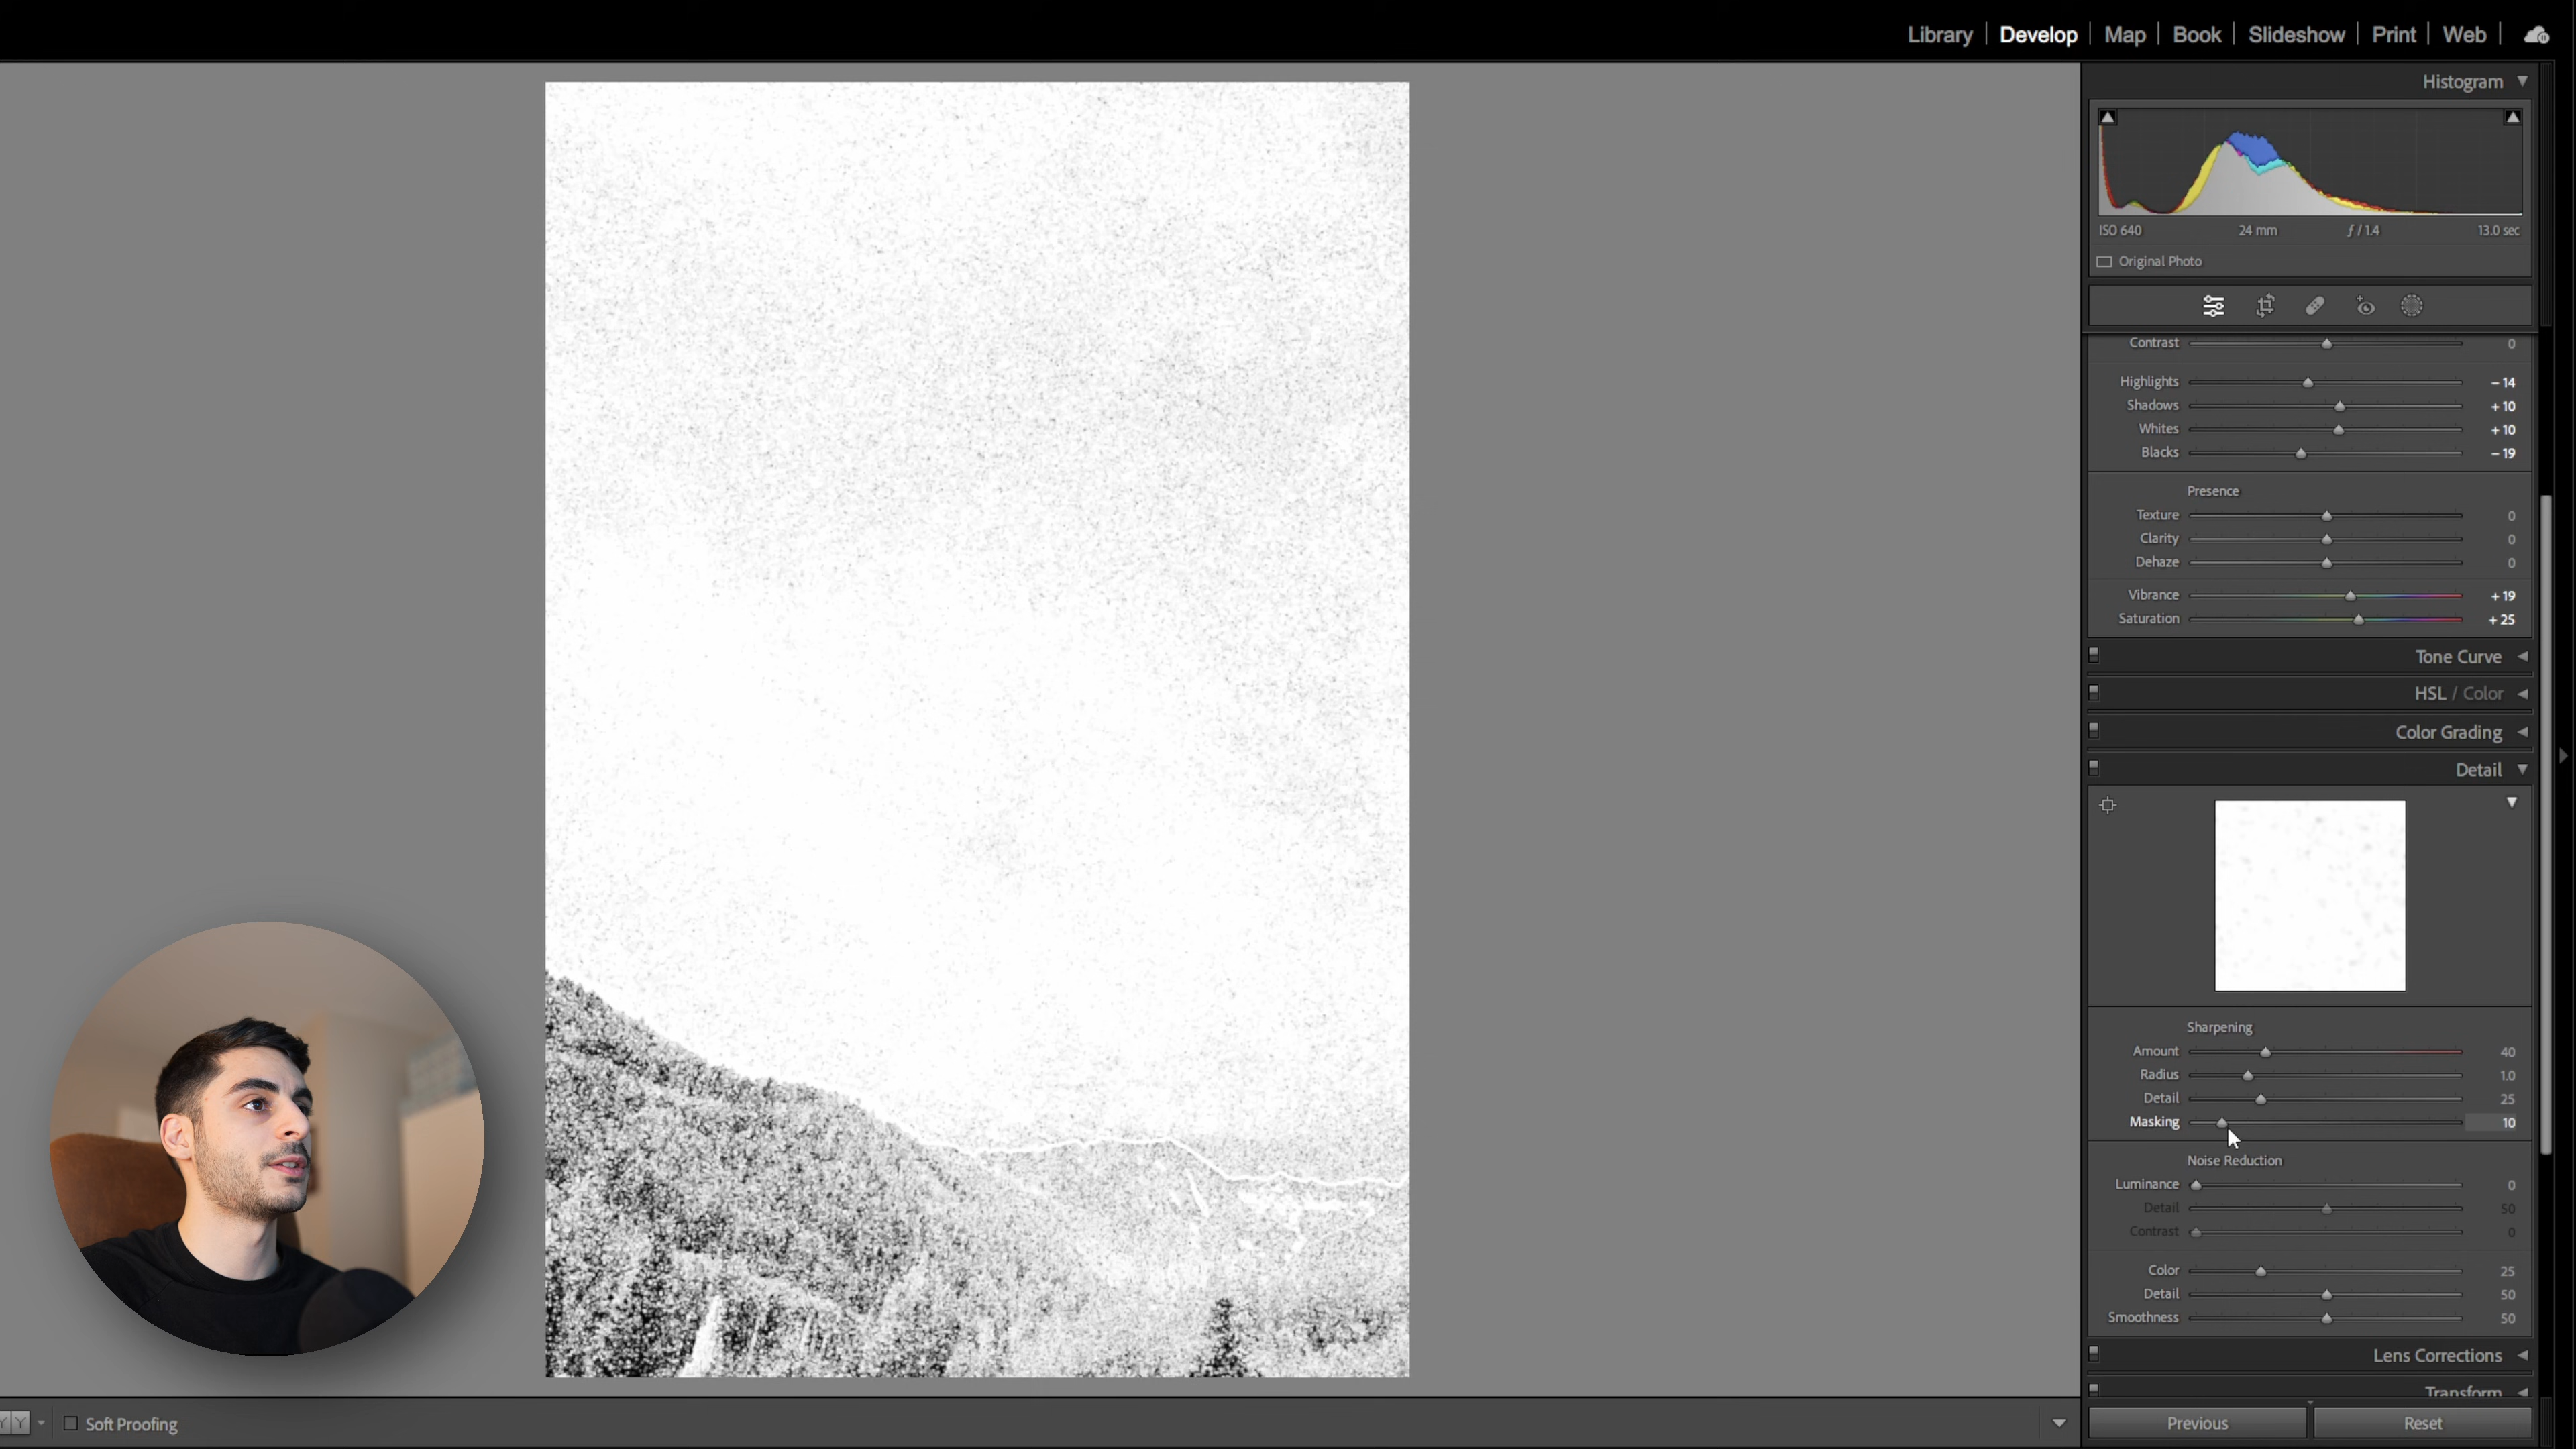 Library | Develop | Map | Book | Slideshow | Print | Web |
Histogram
ISO 640 24 mm ƒ / 1.4 13.0 sec
Original Photo
Contrast 0
Highlights – 14
Shadows + 10
Whites + 10
Blacks – 19
Presence
Texture 0
Clarity 0
Dehaze 0
Vibrance + 19
Saturation + 25
Tone Curve
HSL / Color
Color Grading
Detail
Sharpening
Amount 40
Radius 1.0
Detail 25
Masking 10
Noise Reduction
Luminance 0
Detail 50
Contrast 0
Color 25
Detail 50
Smoothness 50
Lens Corrections
Transform
Y Y Soft Proofing
Previous Reset